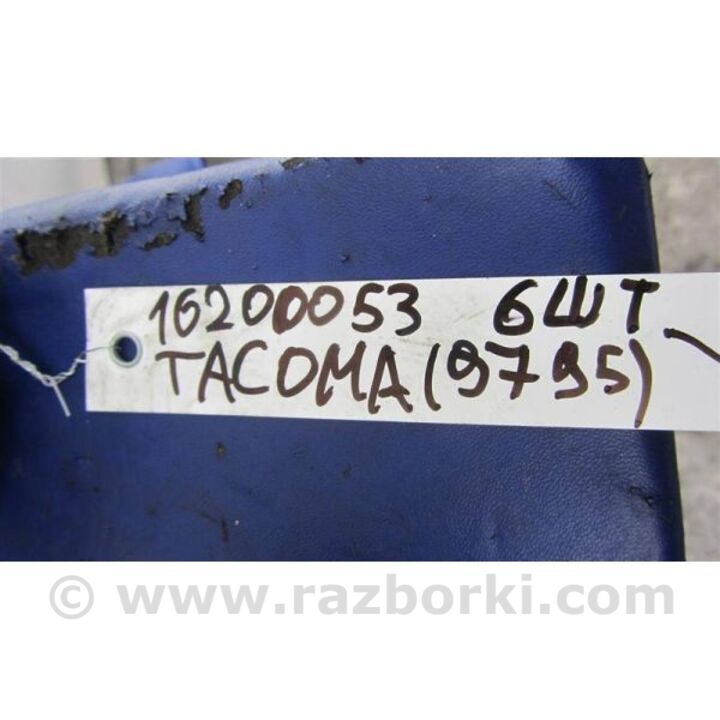 16200053 6ШТ
TACOMA (9795)
© www.razborki.com